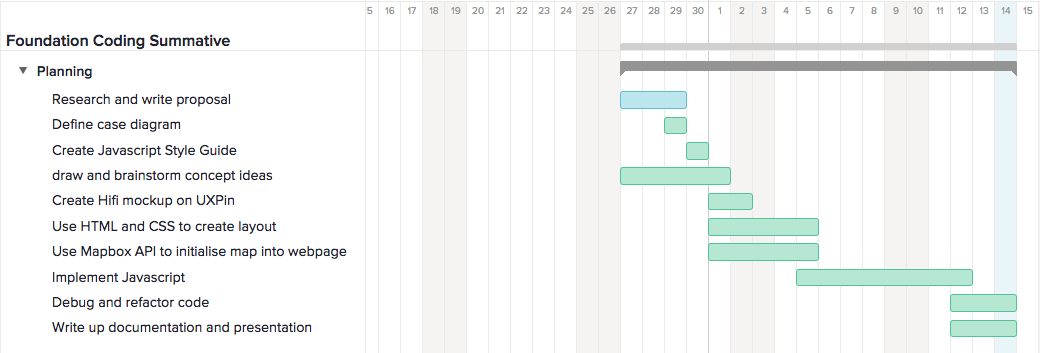 5 16 17 18 19 20 21 22 23 24 25 26 27 28 29 30 1 2 3 4 5 6 7 8 9 10 11 12 13 14 15
Foundation Coding Summative
Planning
Research and write proposal
Define case diagram
Create Javascript Style Guide
draw and brainstorm concept ideas
Create Hifi mockup on UXPin
Use HTML and CSS to create layout
Use Mapbox API to initialise map into webpage
Implement Javascript
Debug and refactor code
Write up documentation and presentation